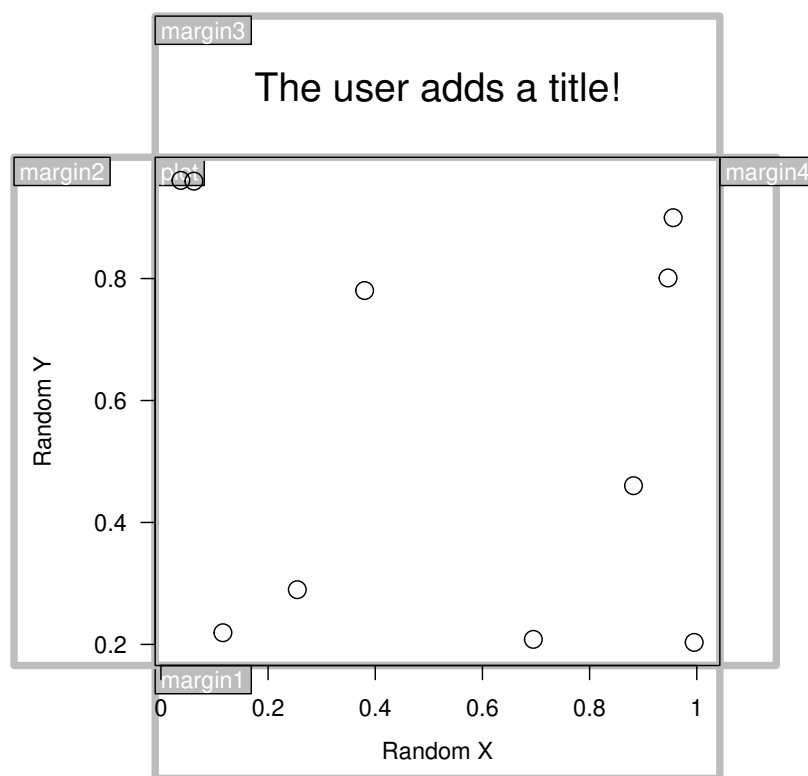 margin3
The user adds a title!
margin2
plot
margin4
0.8
0.6
0.4
0.2
Random Y
margin1
0 0.2 0.4 0.6 0.8 1
Random X